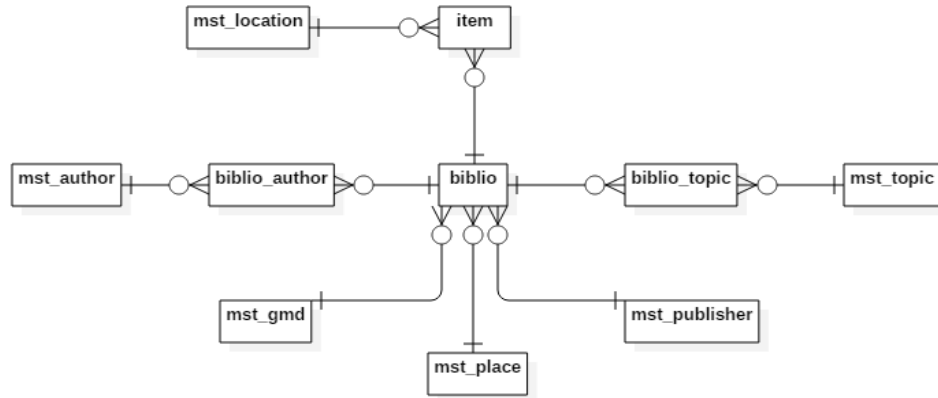 mst_location
item
mst_author
biblio_author
biblio
biblio_topic
mst_topic
mst_gmd
mst_publisher
mst_place